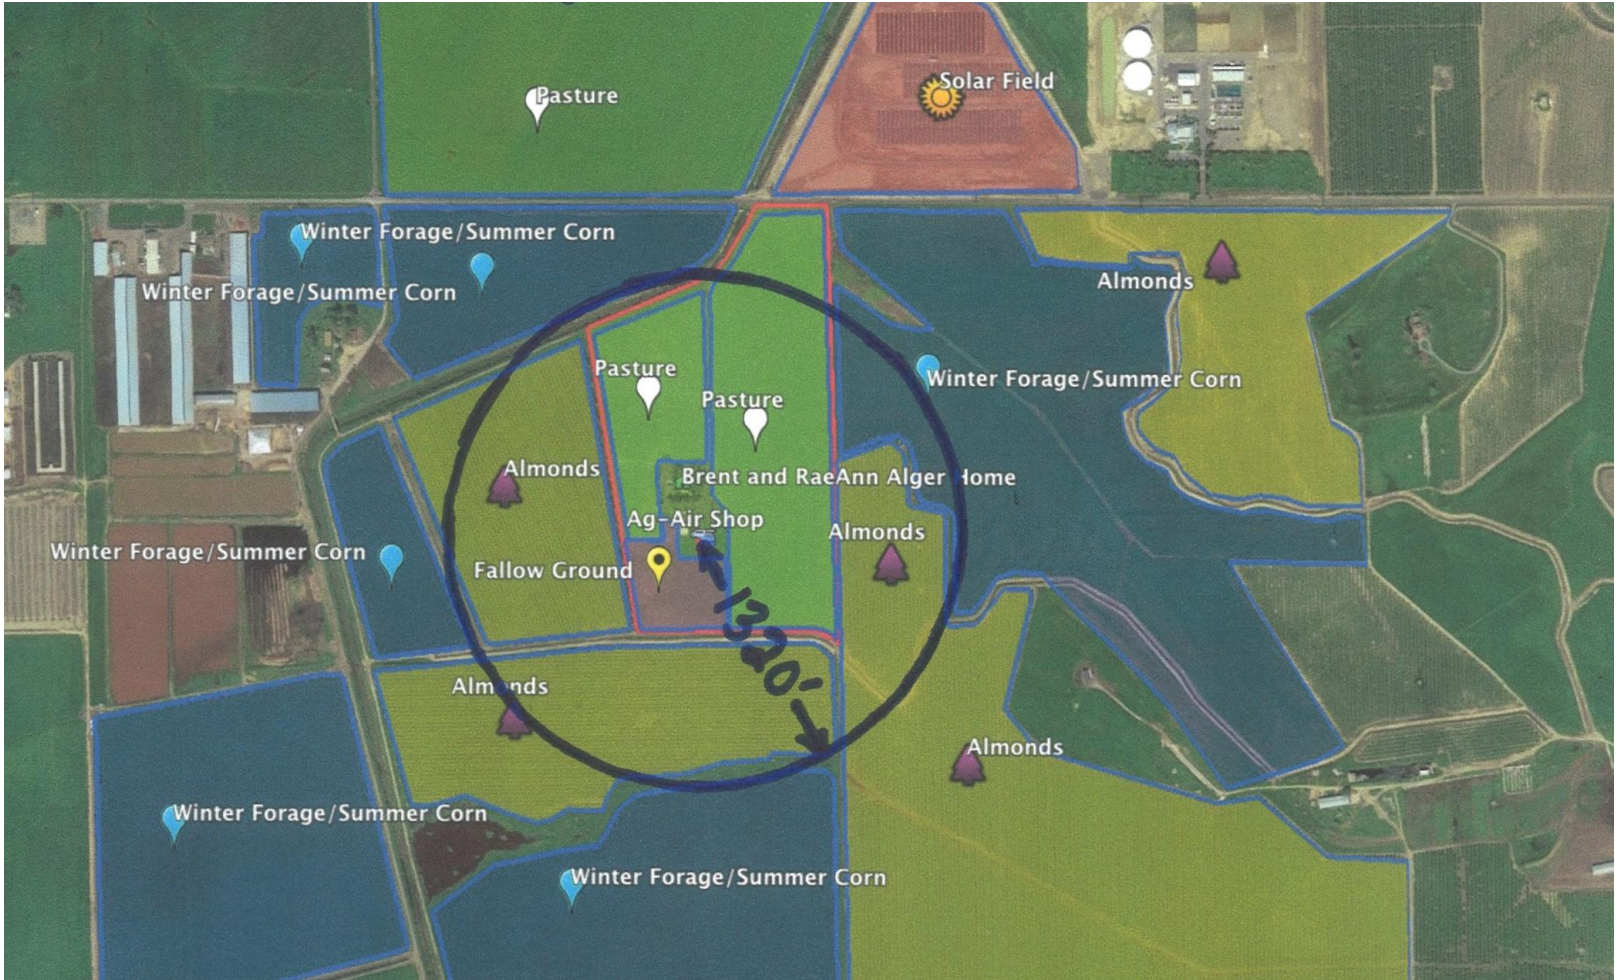 Pasture
Solar Field
Winter Forage/Summer Corn
Winter Forage/Summer Corn
Almonds
Pasture
Winter Forage/Summer Corn
Pasture
Almonds
Brent and RaeAnn Alger Home
Ag-Air Shop
Almonds
Winter Forage/Summer Corn
Fallow Ground
1320'
Almonds
Almonds
Winter Forage/Summer Corn
Winter Forage/Summer Corn